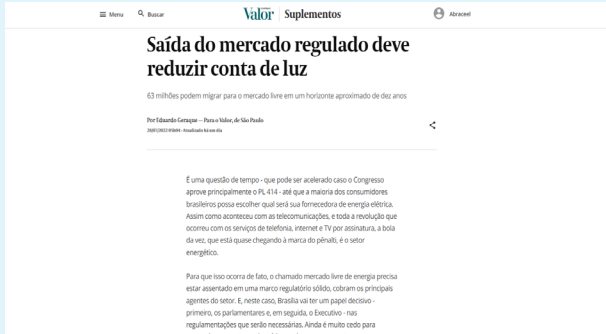 Menu
Buscar
Valor
Suplementos
Abraceel
Saída do mercado regulado deve
reduzir conta de luz
63 milhões podem migrar para o mercado livre em um horizonte aproximado de dez anos
Por Eduardo Geraque — Para o Valor, de São Paulo
Atualizado há um dia
É uma questão de tempo - que pode ser acelerado caso o Congresso
aprove principalmente o PL 414 - até que a maioria dos consumidores
brasileiros possa escolher qual será sua fornecedora de energia elétrica.
Assim como aconteceu com as telecomunicações, e toda a revolução que
ocorreu com os serviços de telefonia, internet e TV por assinatura, a bola
da vez, que está quase chegando à marca do pênalti, é o setor
energético.
Para que isso ocorra de fato, o chamado mercado livre de energia precisa
estar assentado em uma marco regulatório sólido, cobram os principais
agentes do setor. E, neste caso, Brasília vai ter um papel decisivo -
primeiro, os parlamentares e, em seguida, o Executivo - nas
regulamentações que serão necessárias. Ainda é muito cedo para